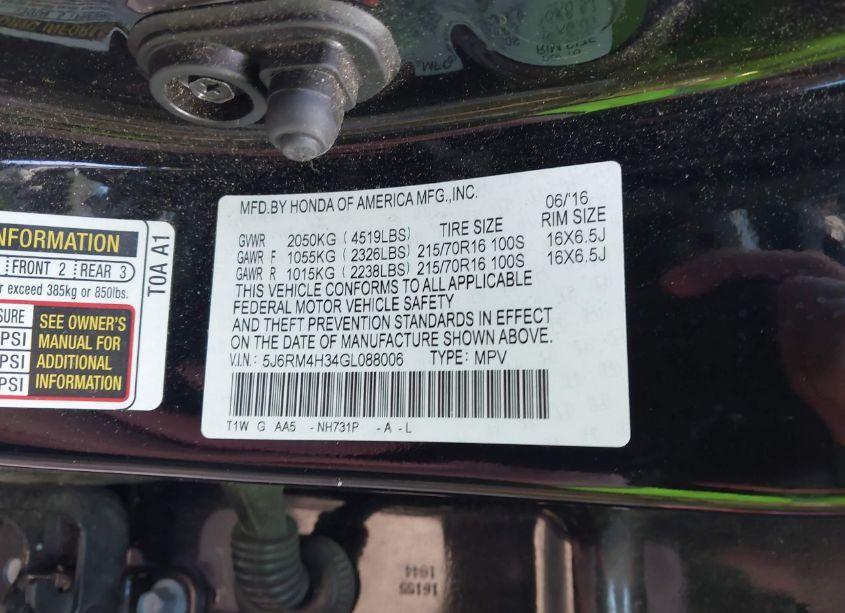 MFD.BY HONDA OF AMERICA MFG.,INC. 06/'16
GVWR 2050KG ( 4519LBS) TIRE SIZE RIM SIZE
GAWR F 1055KG ( 2326LBS) 215/70R16 100S 16X6.5J
GAWR R 1015KG ( 2238LBS) 215/70R16 100S 16X6.5J
THIS VEHICLE CONFORMS TO ALL APPLICABLE
FEDERAL MOTOR VEHICLE SAFETY
AND THEFT PREVENTION STANDARDS IN EFFECT
ON THE DATE OF MANUFACTURE SHOWN ABOVE.
V.I.N.: 5J6RM4H34GL088006 TYPE: MPV
T1W G AA5 -NH731P -A -L
INFORMATION
FRONT 2 REAR 3
exceed 385kg or 850lbs.
T0A A1
SEE OWNER'S
MANUAL FOR
ADDITIONAL
INFORMATION
PSI
PSI
PSI
16155
1044